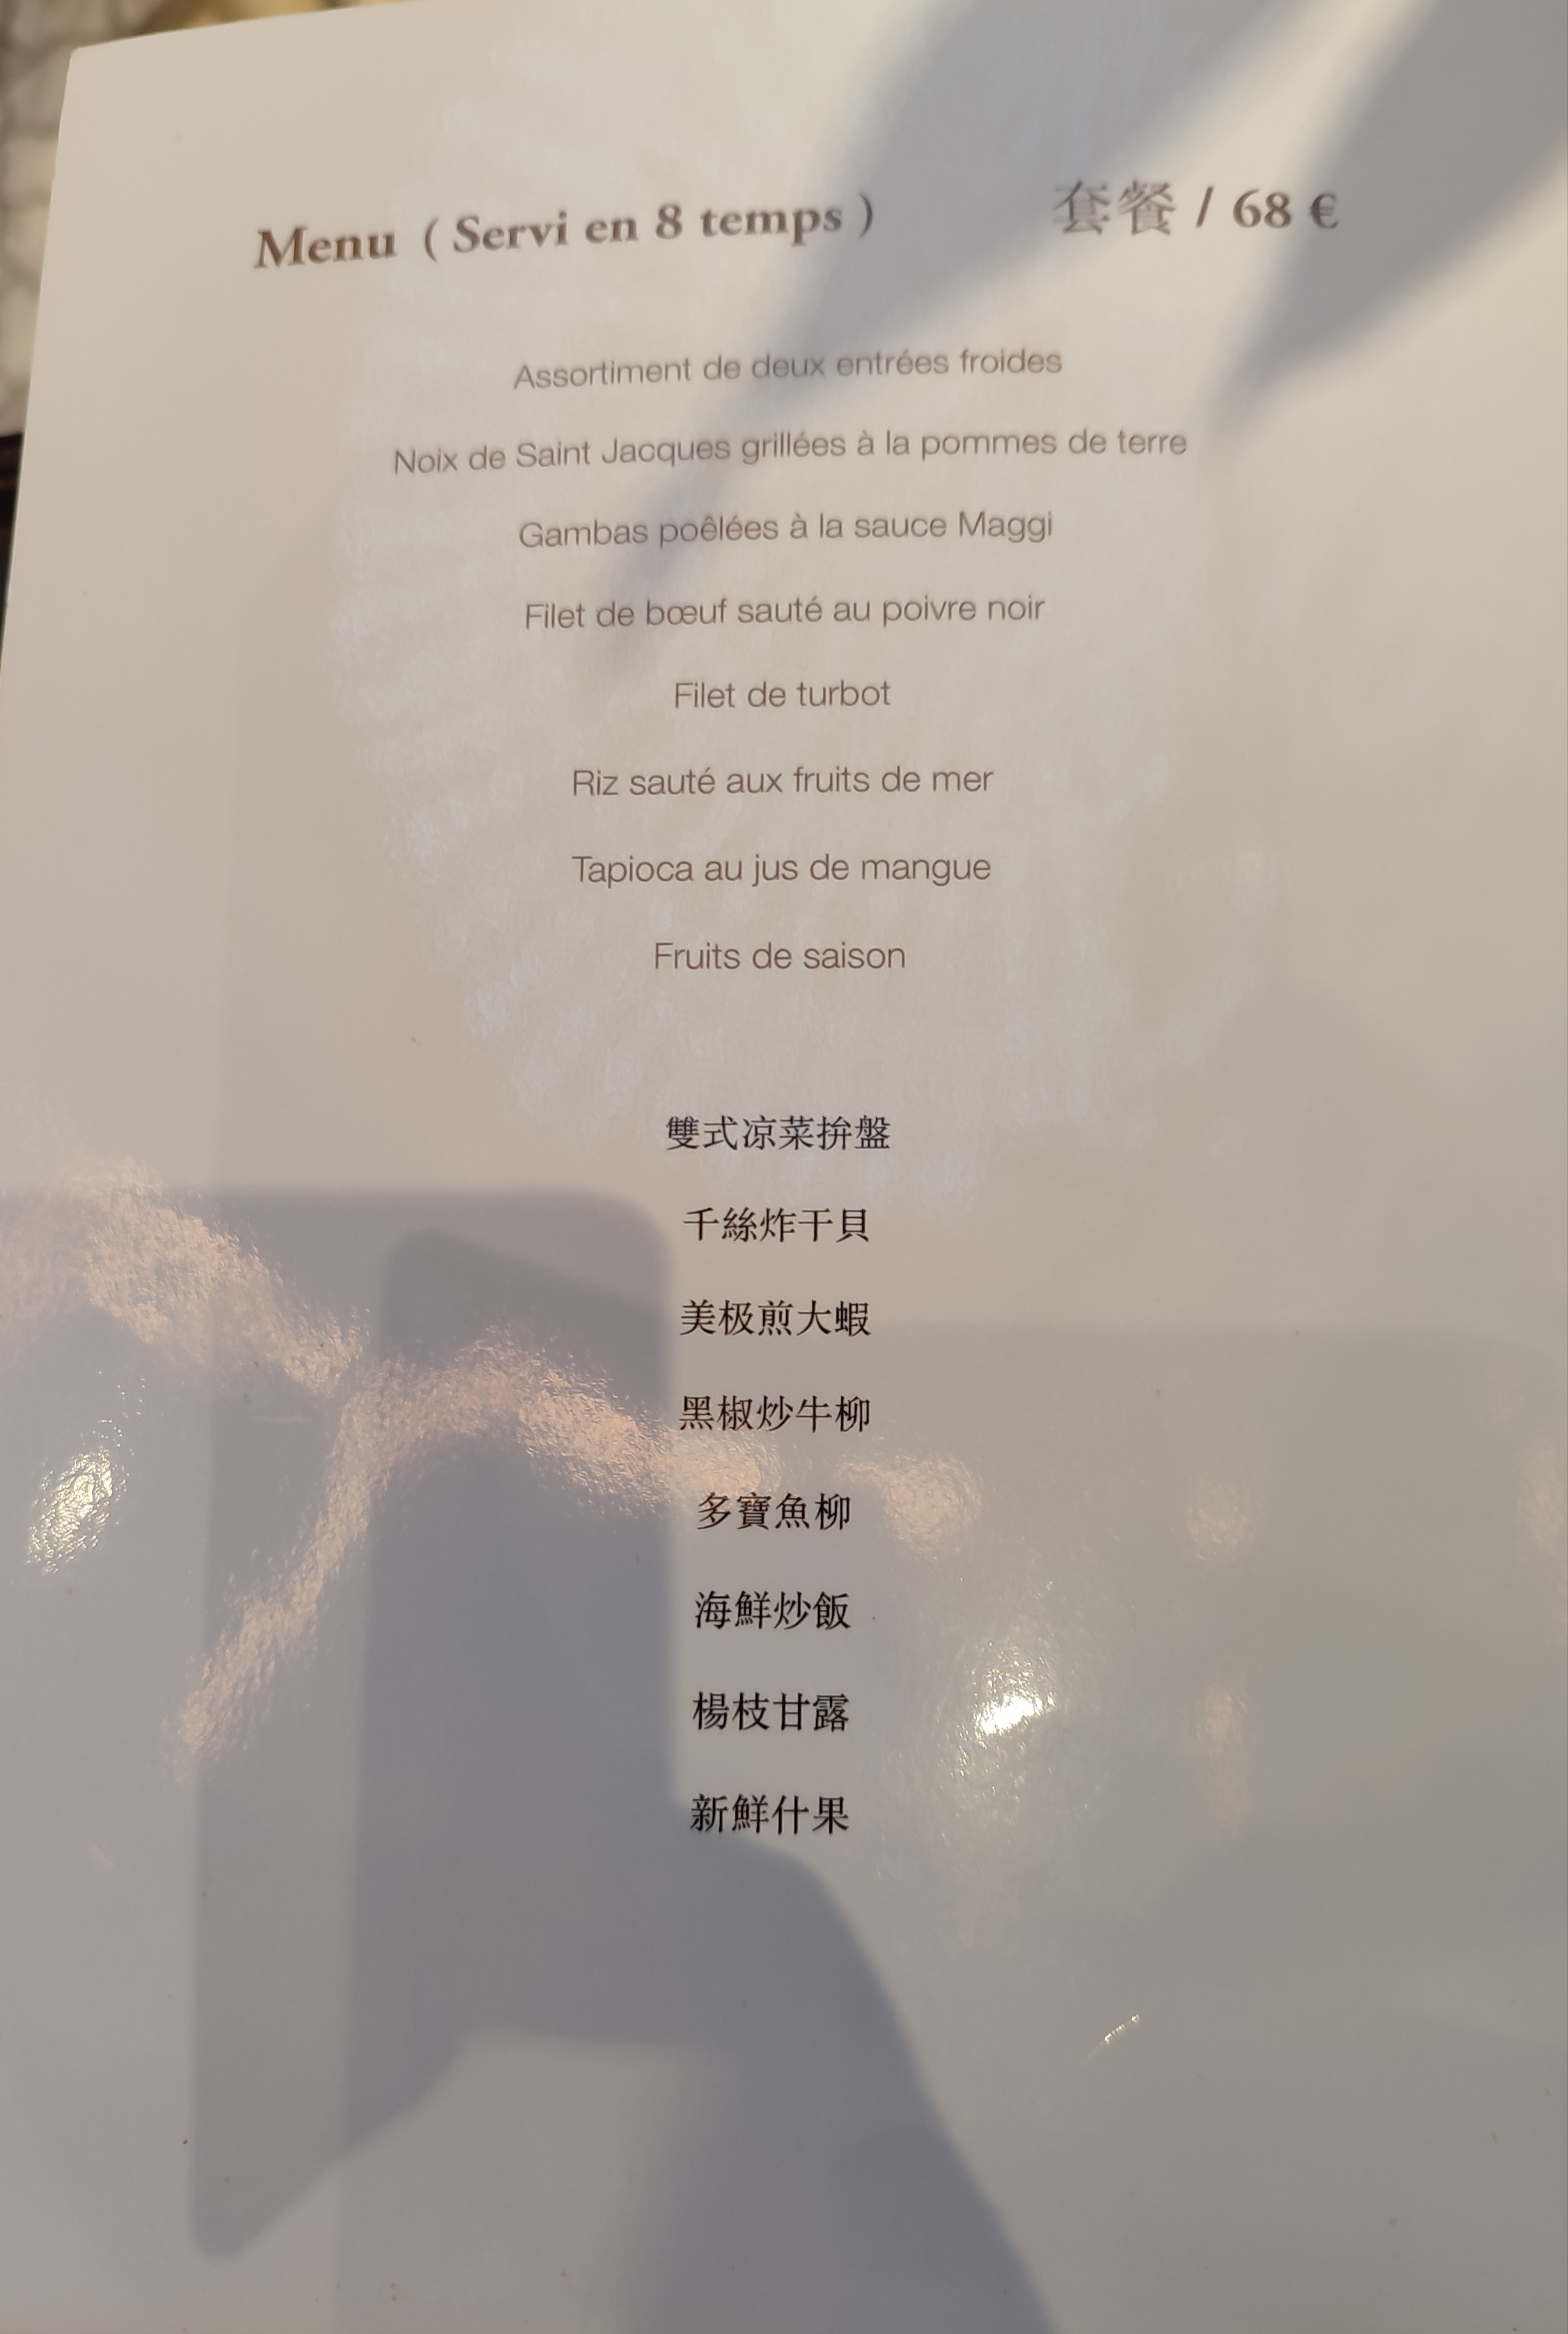 Menu ( Servi en 8 temps ) 套餐 / 68 €
Assortiment de deux entrées froides
Noix de Saint Jacques grillées à la pommes de terre
Gambas poêlées à la sauce Maggi
Filet de bœuf sauté au poivre noir
Filet de turbot
Riz sauté aux fruits de mer
Tapioca au jus de mangue
Fruits de saison
雙式凉菜拚盤
千絲炸干貝
美极煎大蝦
黑椒炒牛柳
多寶魚柳
海鮮炒飯
楊枝甘露
新鮮什果